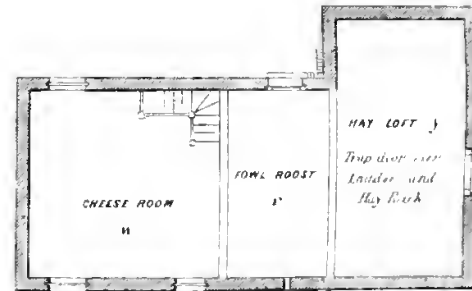 CHEESE ROOM
w
FOWL ROOST
HAY LOFT y
Trap door over
Ladder and
Hay Rack